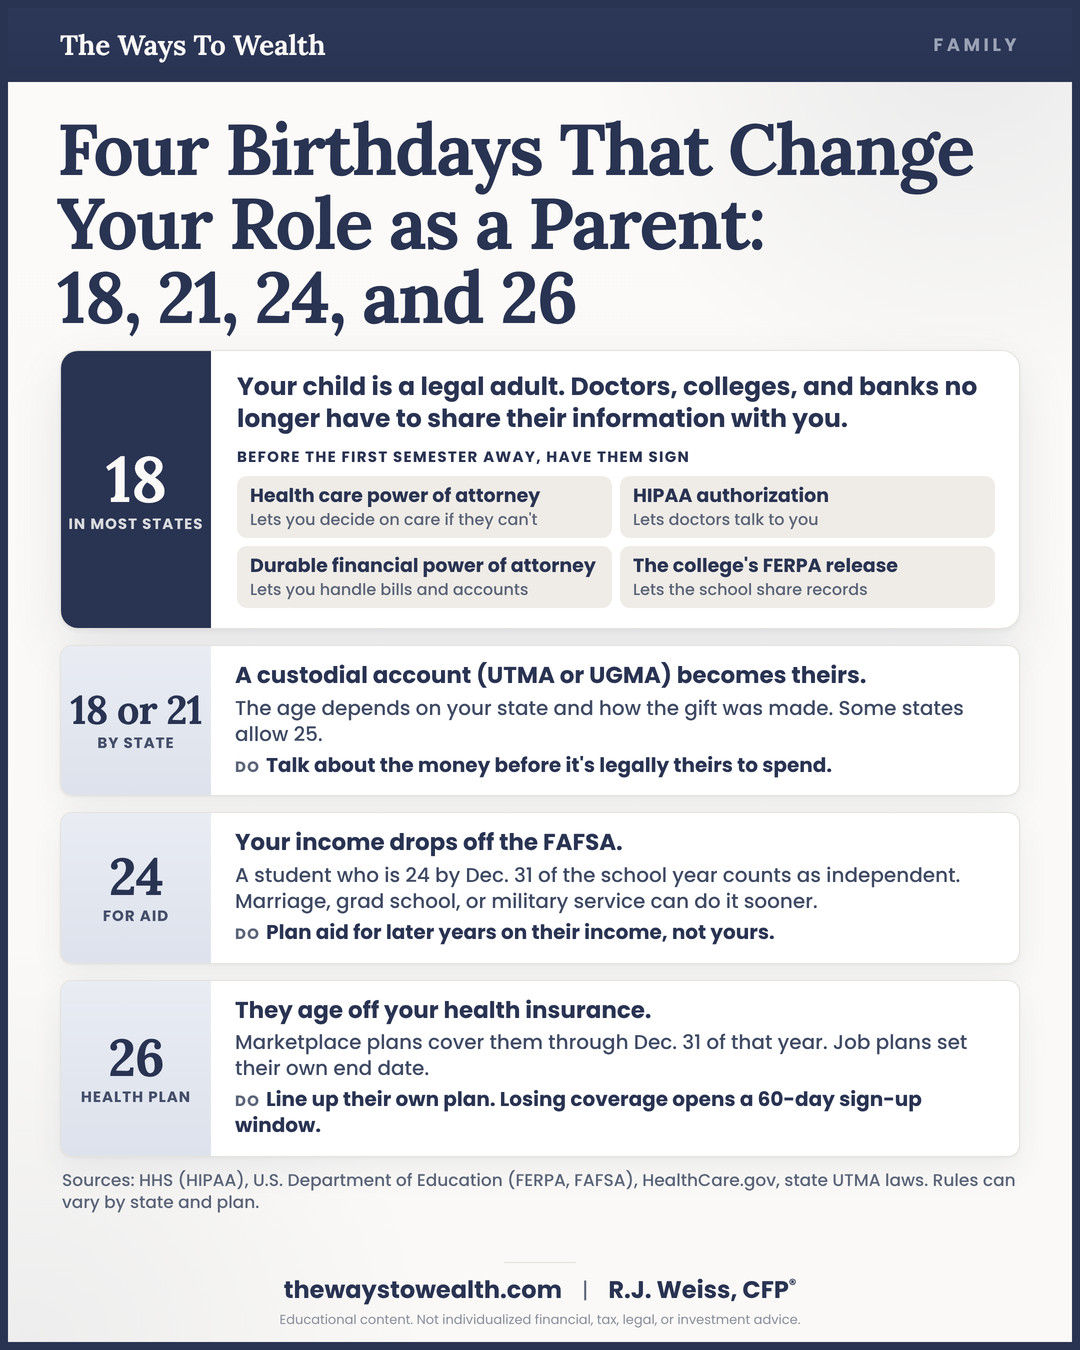 The Ways To Wealth
FAMILY
Four Birthdays That Change
Your Role as a Parent:
18, 21, 24, and 26
18
IN MOST STATES
Your child is a legal adult. Doctors, colleges, and banks no
longer have to share their information with you.
BEFORE THE FIRST SEMESTER AWAY, HAVE THEM SIGN
Health care power of attorney
Lets you decide on care if they can't
HIPAA authorization
Lets doctors talk to you
Durable financial power of attorney
Lets you handle bills and accounts
The college's FERPA release
Lets the school share records
18 or 21
BY STATE
A custodial account (UTMA or UGMA) becomes theirs.
The age depends on your state and how the gift was made. Some states
allow 25.
DO Talk about the money before it's legally theirs to spend.
24
FOR AID
Your income drops off the FAFSA.
A student who is 24 by Dec. 31 of the school year counts as independent.
Marriage, grad school, or military service can do it sooner.
DO Plan aid for later years on their income, not yours.
26
HEALTH PLAN
They age off your health insurance.
Marketplace plans cover them through Dec. 31 of that year. Job plans set
their own end date.
DO Line up their own plan. Losing coverage opens a 60-day sign-up
window.
Sources: HHS (HIPAA), U.S. Department of Education (FERPA, FAFSA), HealthCare.gov, state UTMA laws. Rules can
vary by state and plan.
thewaystowealth.com | R.J. Weiss, CFP®
Educational content. Not individualized financial, tax, legal, or investment advice.